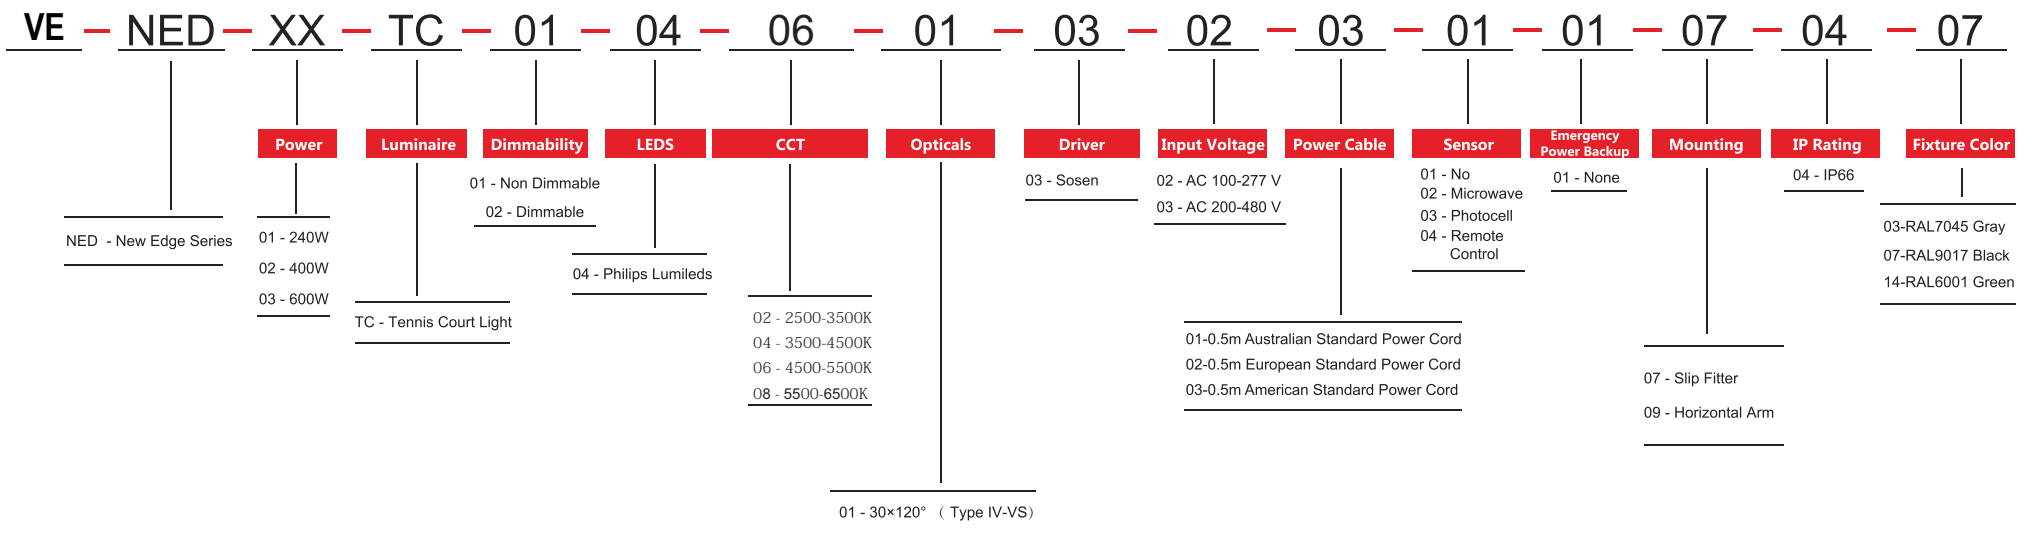 VE NED XX TC 01 04 06 01 03 02 03 01 01 07 04 07
Power
Luminaire
Dimmability
LEDS
CCT
Opticals
Driver
Input Voltage
Power Cable
Sensor
Emergency
Power Backup
Mounting
IP Rating
Fixture Color
NED - New Edge Series
01 - 240W
02 - 400W
03 - 600W
TC - Tennis Court Light
01 - Non Dimmable
02 - Dimmable
04 - Philips Lumileds
02 - 2500-3500K
04 - 3500-4500K
06 - 4500-5500K
08 - 5500-6500K
01 - 30×120° （ Type IV-VS）
03 - Sosen
02 - AC 100-277 V
03 - AC 200-480 V
01-0.5m Australian Standard Power Cord
02-0.5m European Standard Power Cord
03-0.5m American Standard Power Cord
01 - No
02 - Microwave
03 - Photocell
04 - Remote
Control
01 - None
07 - Slip Fitter
09 - Horizontal Arm
04 - IP66
03-RAL7045 Gray
07-RAL9017 Black
14-RAL6001 Green